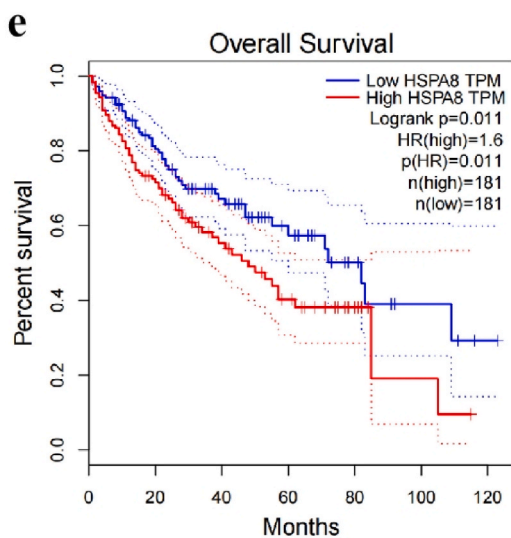 e
Overall Survival
Low HSPA8 TPM
High HSPA8 TPM
Logrank p=0.011
HR(high)=1.6
p(HR)=0.011
n(high)=181
n(low)=181
Percent survival
1.0
0.8
0.6
0.4
0.2
0.0
0 20 40 60 80 100 120
Months